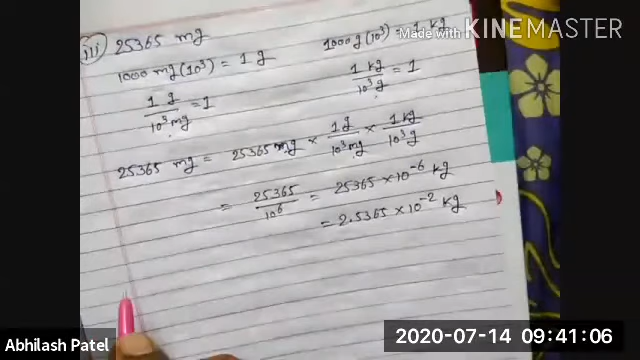 Made with KINEMASTER
(iii) 25365 mg
1000 mg (10³) = 1 g
1000g (10³) = 1 kg
1 g / 10³ mg = 1
1 kg / 10³ g = 1
25365 mg = 25365 mg × 1 g / 10³ mg × 1 kg / 10³ g
= 25365 / 10⁶ = 25365 × 10⁻⁶ kg
= 2.5365 × 10⁻² kg
Abhilash Patel
2020-07-14 09:41:06